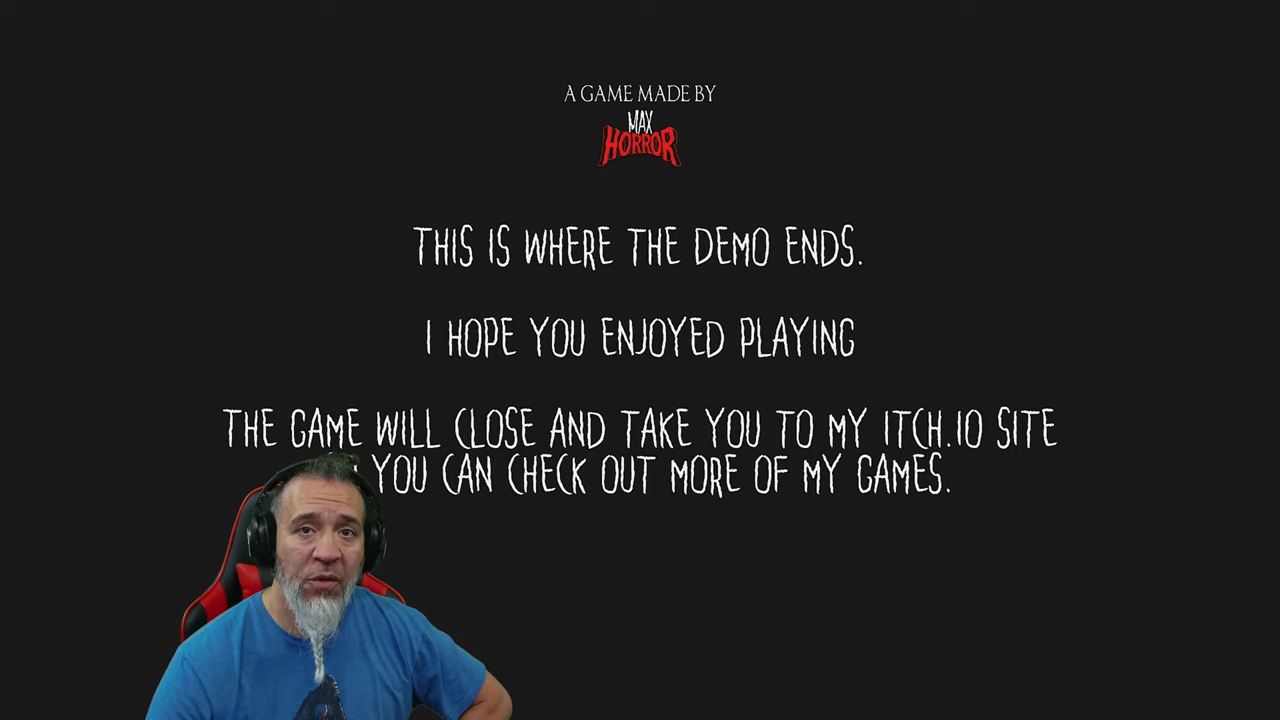 A GAME MADE BY
MAX
HORROR
THIS IS WHERE THE DEMO ENDS.
I HOPE YOU ENJOYED PLAYING
THE GAME WILL CLOSE AND TAKE YOU TO MY ITCH.IO SITE
YOU CAN CHECK OUT MORE OF MY GAMES.